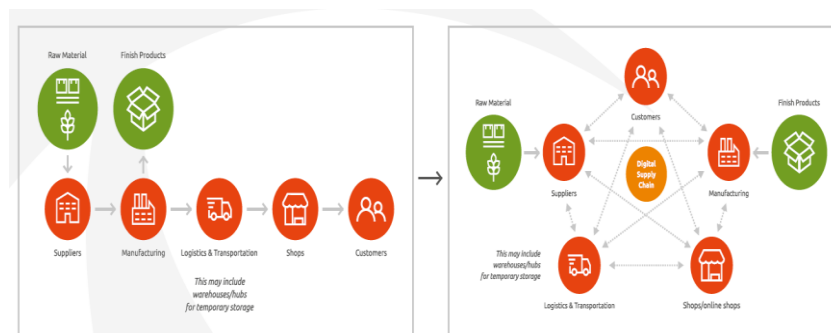 Raw Material
Finish Products
Suppliers
Manufacturing
Logistics & Transportation
Shops
Customers
This may include
warehouses/hubs
for temporary storage
Customers
Raw Material
Finish Products
Digital
Supply
Chain
Suppliers
Manufacturing
This may include
warehouses/hubs
for temporary storage
Logistics & Transportation
Shops/online shops